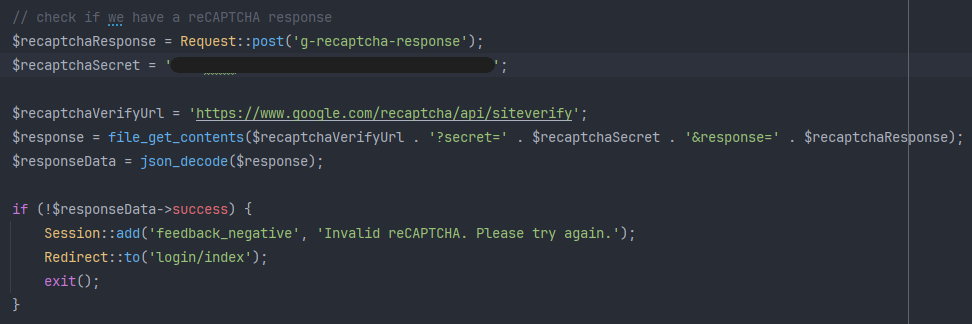 // check if we have a reCAPTCHA response
$recaptchaResponse = Request::post('g-recaptcha-response');
$recaptchaSecret = '';
$recaptchaVerifyUrl = 'https://www.google.com/recaptcha/api/siteverify';
$response = file_get_contents($recaptchaVerifyUrl . '?secret=' . $recaptchaSecret . '&response=' . $recaptchaResponse);
$responseData = json_decode($response);
if (!$responseData->success) {
Session::add('feedback_negative', 'Invalid reCAPTCHA. Please try again.');
Redirect::to('login/index');
exit();
}